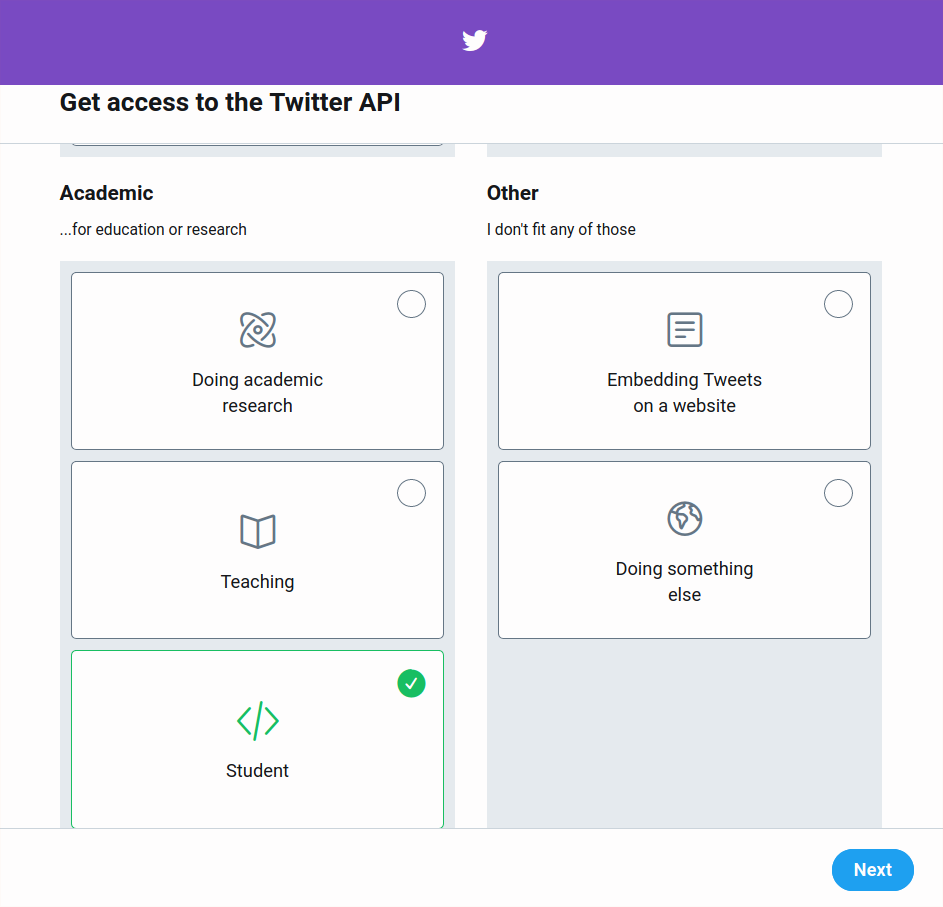 Get access to the Twitter API
Academic
...for education or research
Doing academic
research
Teaching
Student
Other
I don't fit any of those
Embedding Tweets
on a website
Doing something
else
Next